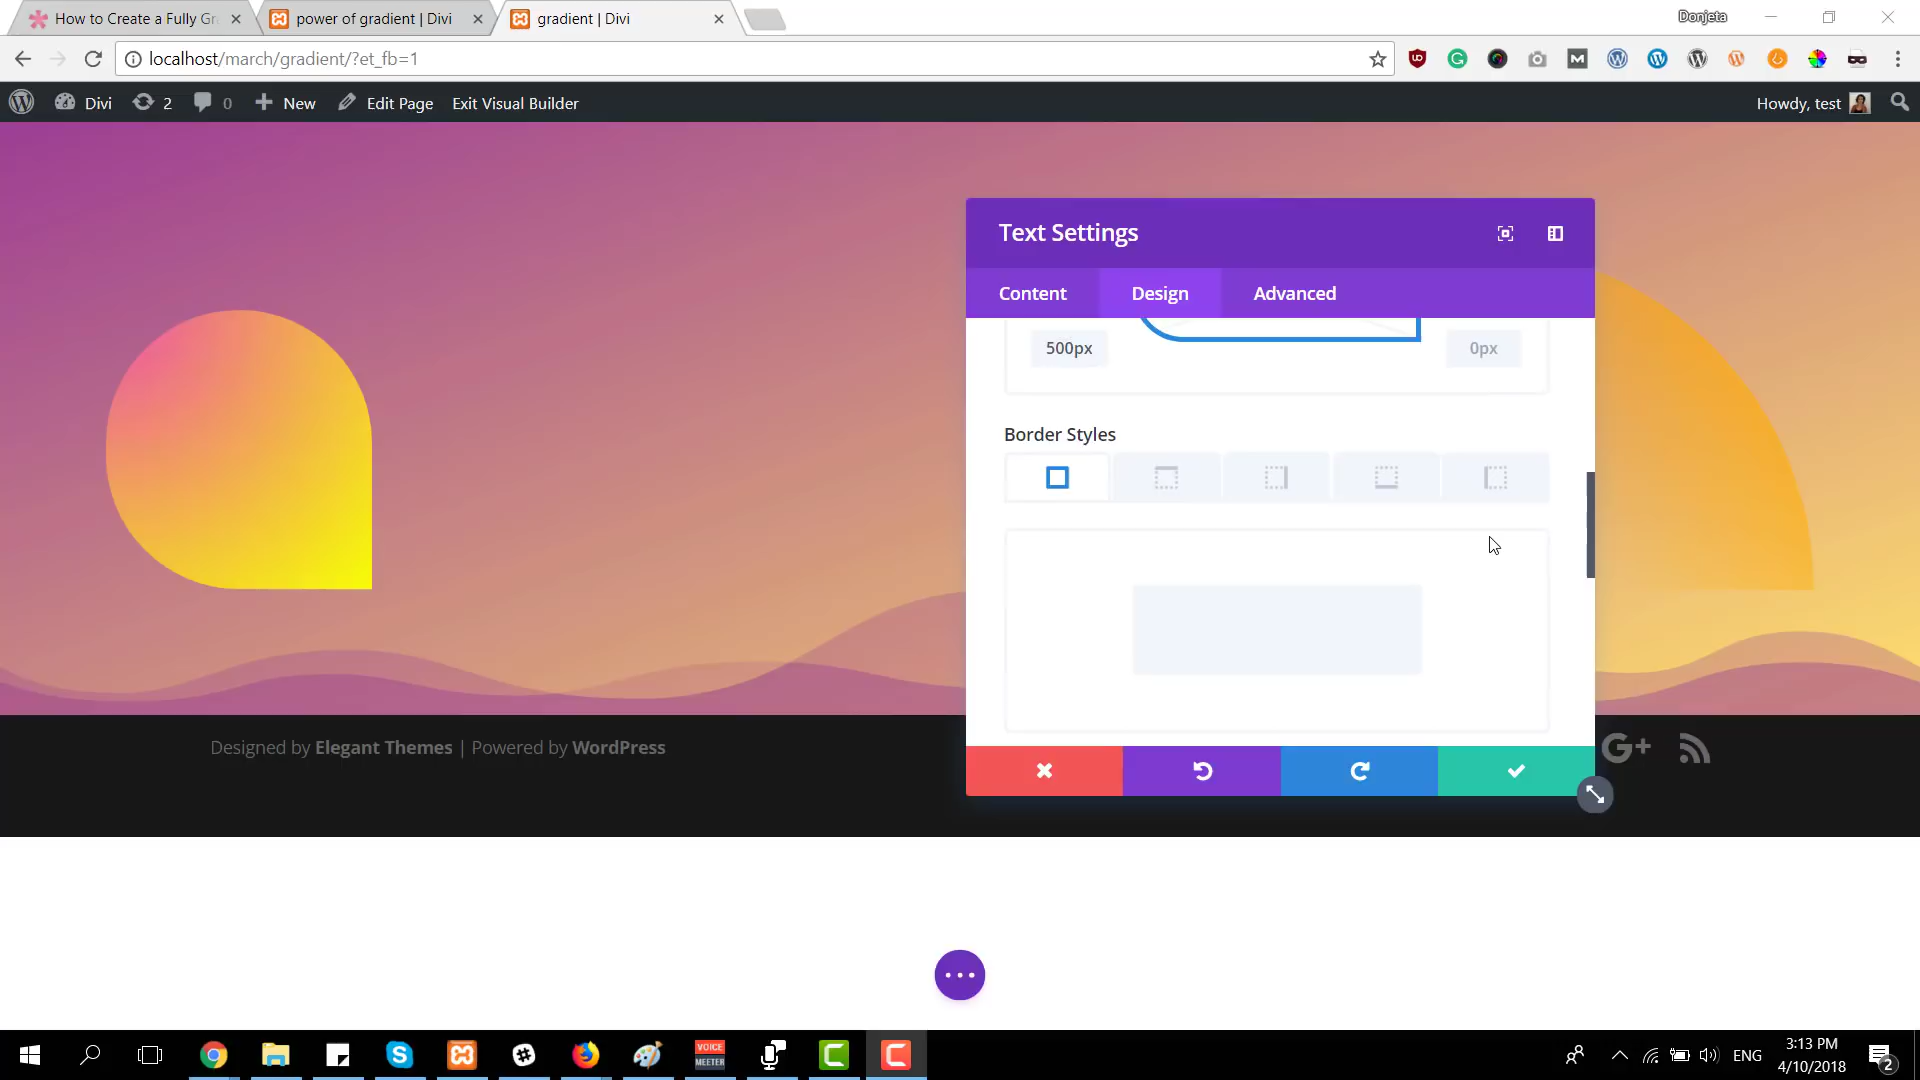 How to Create a Fully Gr
power of gradient | Divi
gradient | Divi
Donjeta
localhost/march/gradient/?et_fb=1
Divi
2
0
New
Edit Page
Exit Visual Builder
Howdy, test
Text Settings
Content
Design
Advanced
500px
0px
Border Styles
Designed by Elegant Themes | Powered by WordPress
G+
VOICE
MEETER
ENG
3:13 PM
4/10/2018
2